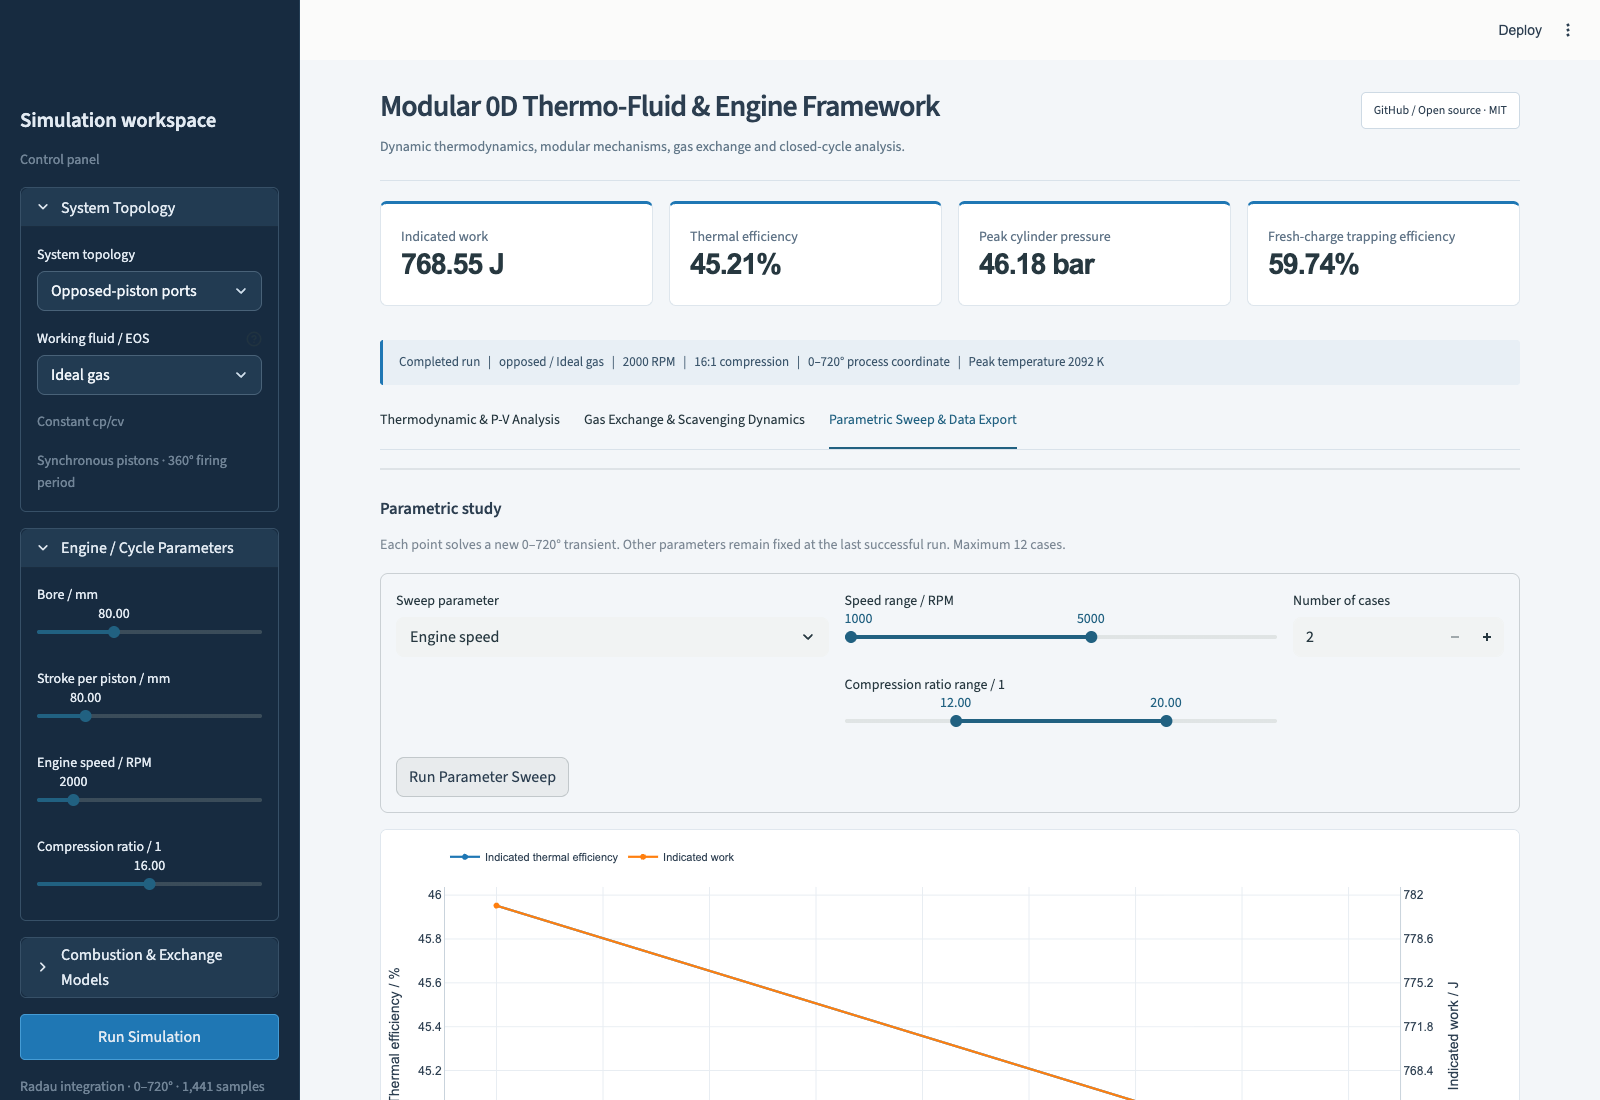 Deploy
Simulation workspace
Control panel
System Topology
System topology
Opposed-piston ports
Working fluid / EOS
Ideal gas
Constant cp/cv
Synchronous pistons · 360° firing
period
Engine / Cycle Parameters
Bore / mm
80.00
Stroke per piston / mm
80.00
Engine speed / RPM
2000
Compression ratio / 1
16.00
Combustion & Exchange
Models
Run Simulation
Radau integration · 0–720° · 1,441 samples
Modular 0D Thermo-Fluid & Engine Framework
GitHub / Open source · MIT
Dynamic thermodynamics, modular mechanisms, gas exchange and closed-cycle analysis.
Indicated work
768.55 J
Thermal efficiency
45.21%
Peak cylinder pressure
46.18 bar
Fresh-charge trapping efficiency
59.74%
Completed run | opposed / Ideal gas | 2000 RPM | 16:1 compression | 0–720° process coordinate | Peak temperature 2092 K
Thermodynamic & P-V Analysis
Gas Exchange & Scavenging Dynamics
Parametric Sweep & Data Export
Parametric study
Each point solves a new 0–720° transient. Other parameters remain fixed at the last successful run. Maximum 12 cases.
Sweep parameter
Engine speed
Speed range / RPM
1000 5000
Number of cases
2
Compression ratio range / 1
12.00 20.00
Run Parameter Sweep
Indicated thermal efficiency
Indicated work
46
45.8
45.6
45.4
45.2
Thermal efficiency / %
782
778.6
775.2
771.8
768.4
Indicated work / J